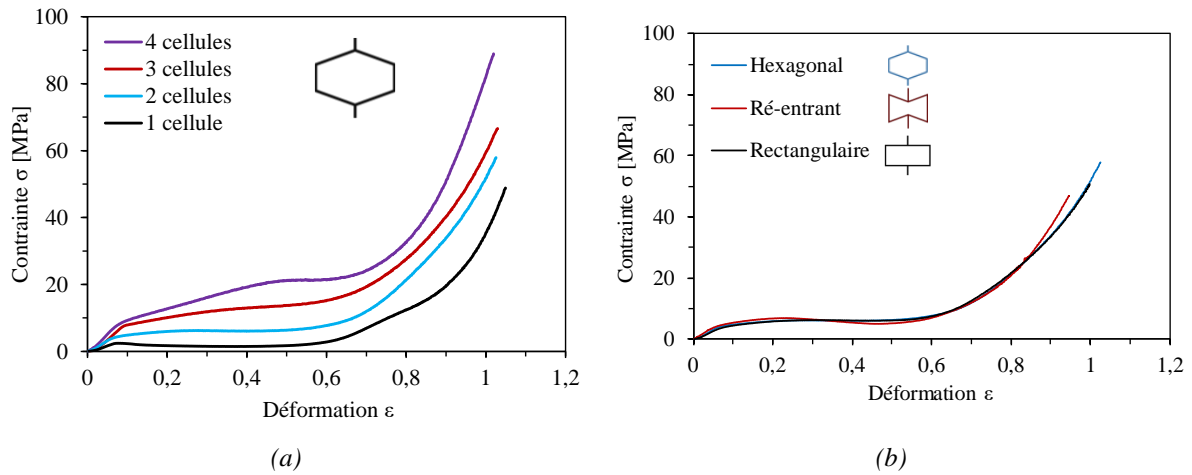 100
80
60
40
20
0
Contrainte σ [MPa]
4 cellules
3 cellules
2 cellules
1 cellule
0 0,2 0,4 0,6 0,8 1 1,2
Déformation ε
(a)
100
80
60
40
20
0
Contrainte σ [MPa]
Hexagonal
Ré-entrant
Rectangulaire
0 0,2 0,4 0,6 0,8 1 1,2
Déformation ε
(b)